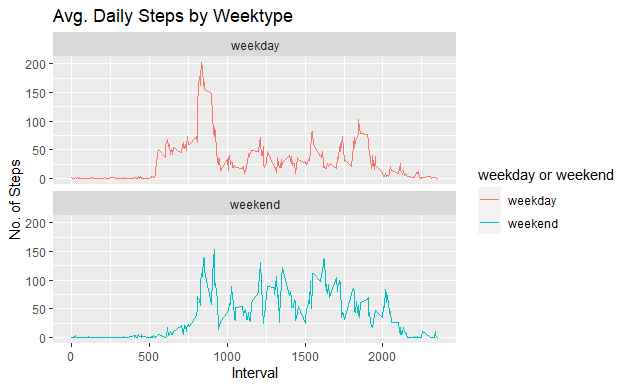 Avg. Daily Steps by Weektype
weekday
200
150
100
50
0
weekend
200
150
100
50
0
No. of Steps
0 500 1000 1500 2000
Interval
weekday or weekend
weekday
weekend